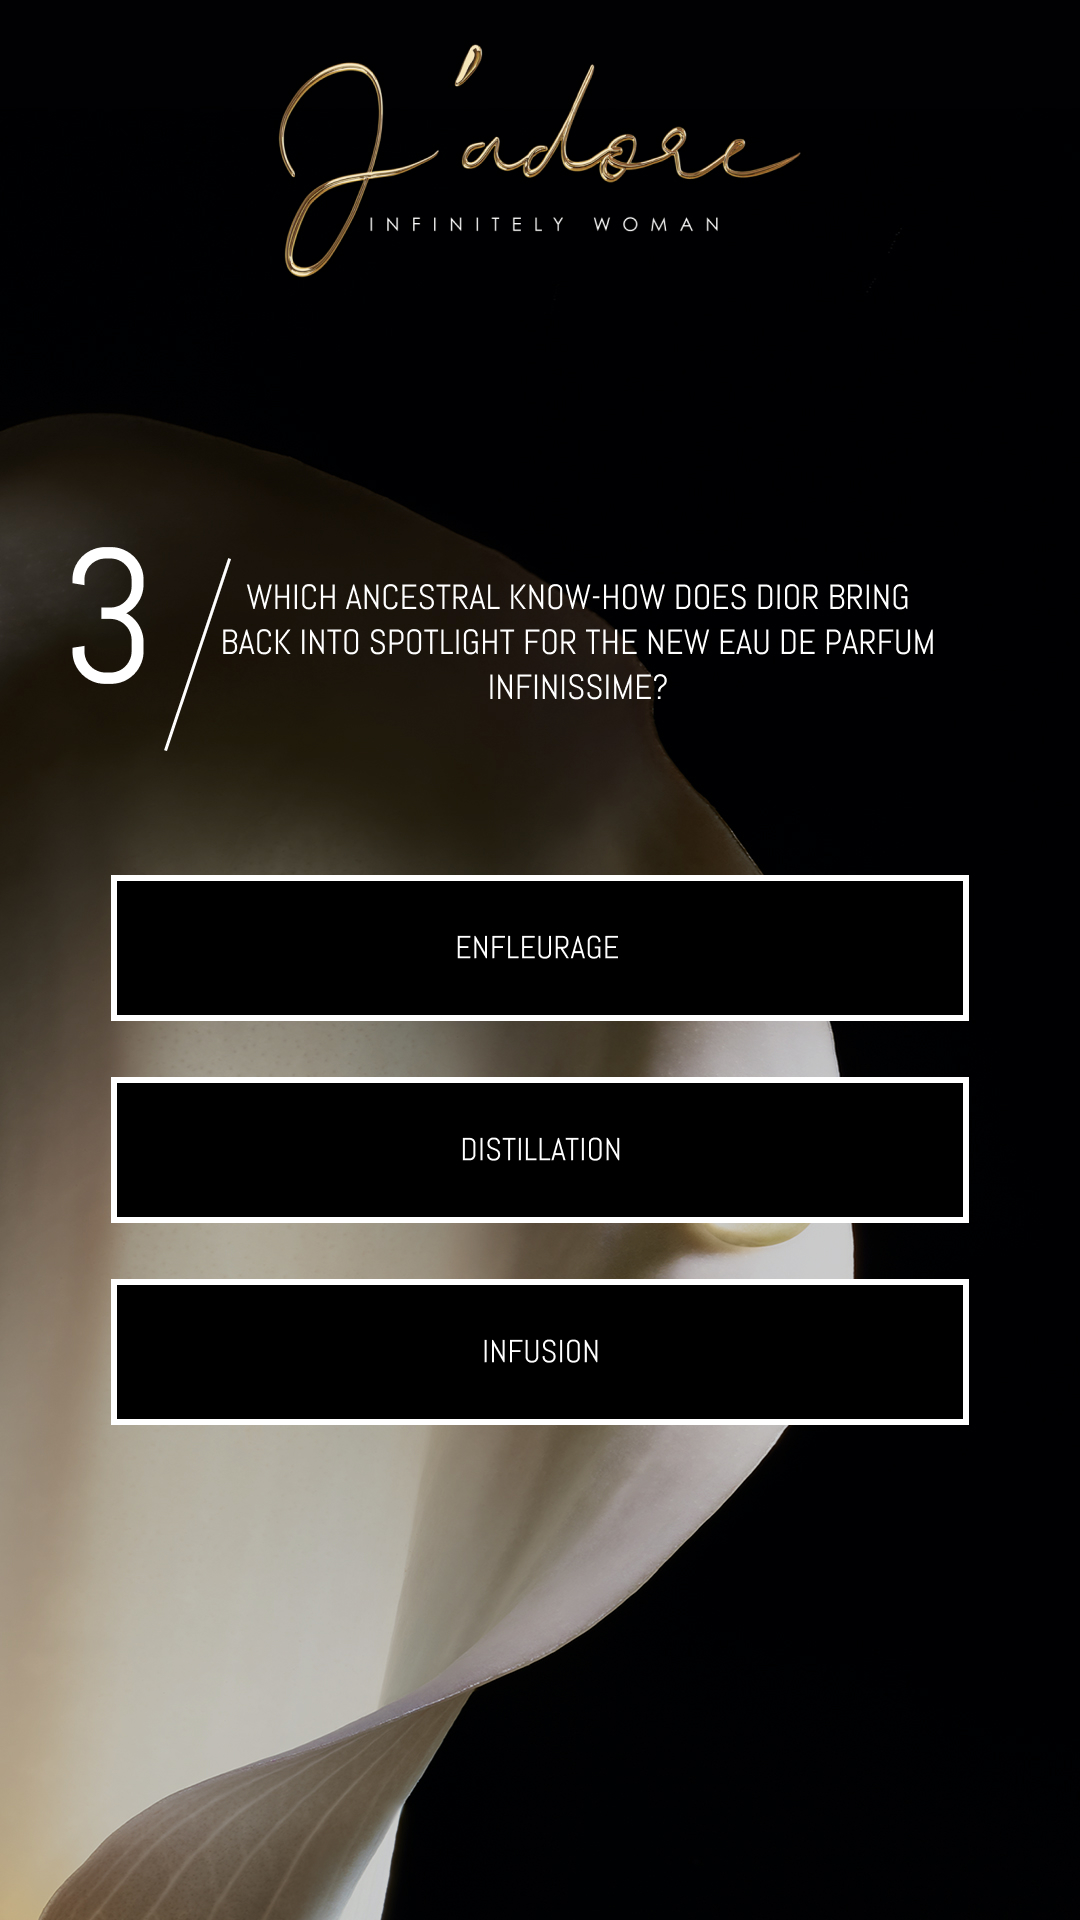 J'adore
INFINITELY WOMAN
3
WHICH ANCESTRAL KNOW-HOW DOES DIOR BRING
BACK INTO SPOTLIGHT FOR THE NEW EAU DE PARFUM
INFINISSIME?
ENFLEURAGE
DISTILLATION
INFUSION